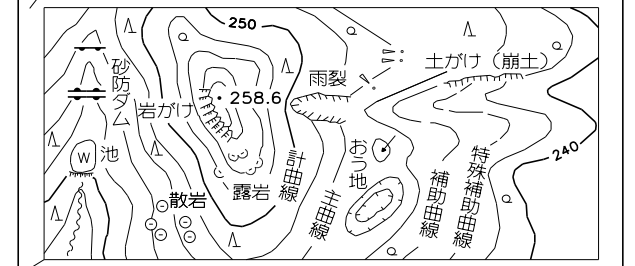 250
砂防ダム
岩がけ
・258.6
雨裂
土がけ（崩土）
池
W
おう地
240
計曲線
主曲線
補助曲線
特殊補助曲線
散岩
露岩